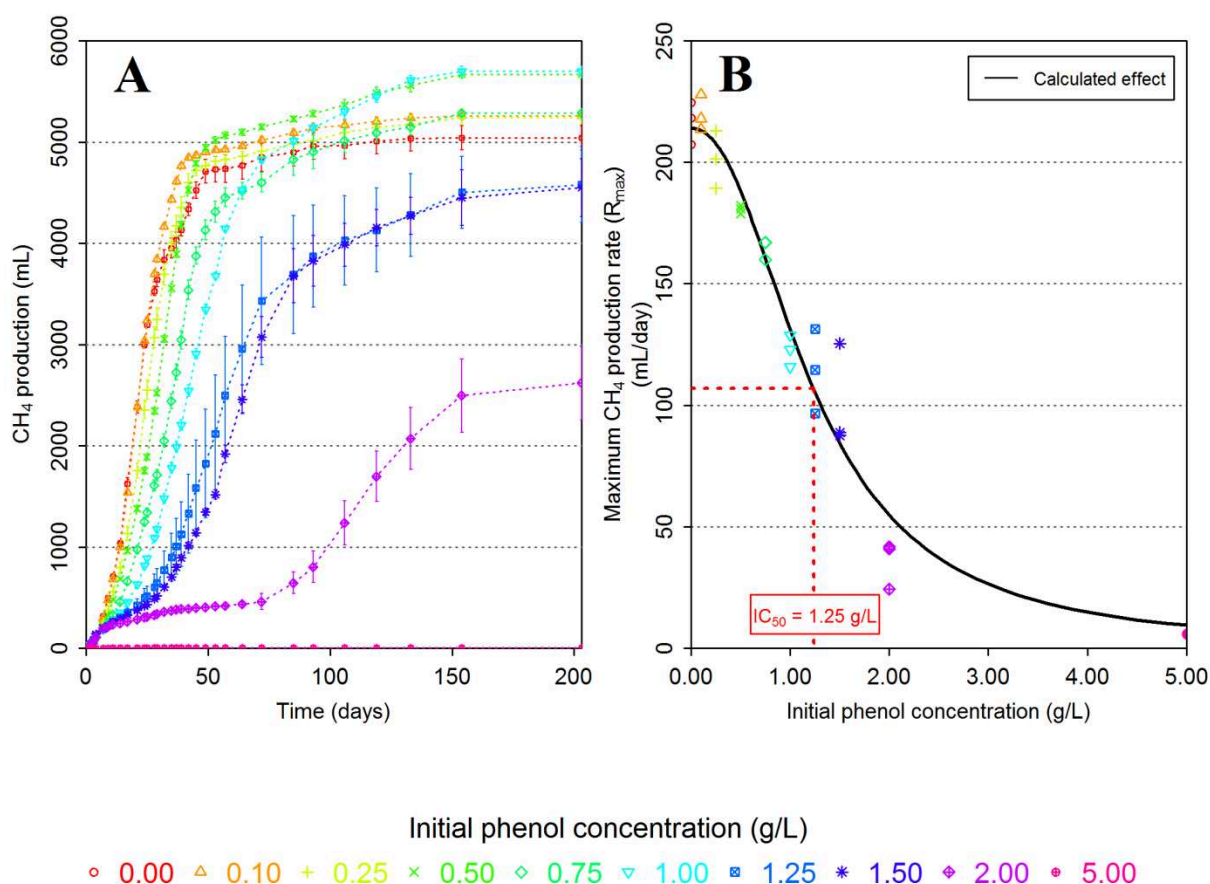 A
CH4 production (mL)
6000
5000
4000
3000
2000
1000
0
0 50 100 150 200
Time (days)
B
Calculated effect
Maximum CH4 production rate (Rmax)
(mL/day)
250
200
150
100
50
0
IC50 = 1.25 g/L
0.00 1.00 2.00 3.00 4.00 5.00
Initial phenol concentration (g/L)
Initial phenol concentration (g/L)
0.00 0.10 0.25 0.50 0.75 1.00 1.25 1.50 2.00 5.00